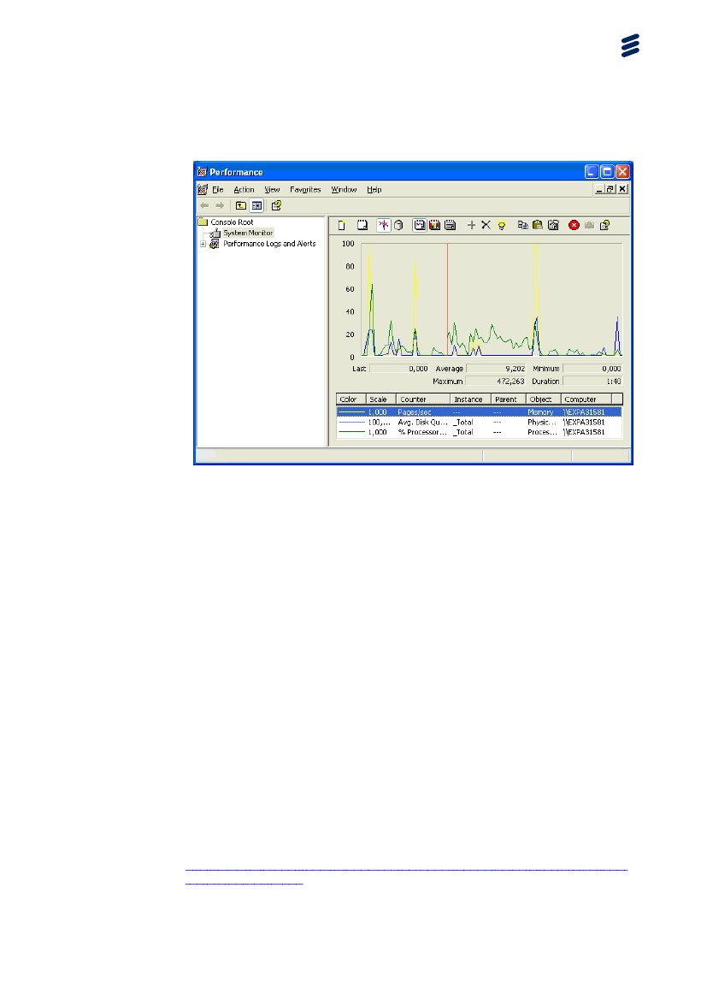 Performance
File Action View Favorites Window Help
Console Root
System Monitor
Performance Logs and Alerts
100
80
60
40
20
0
Last 0,000 Average 9,202 Minimum 0,000
Maximum 472,263 Duration 1:40
Color Scale Counter Instance Parent Object Computer
1,000 Pages/sec --- --- Memory \\EXPA31581
100,... Avg. Disk Qu... _Total --- Physic... \\EXPA31581
1,000 % Processor... _Total --- Proces... \\EXPA31581